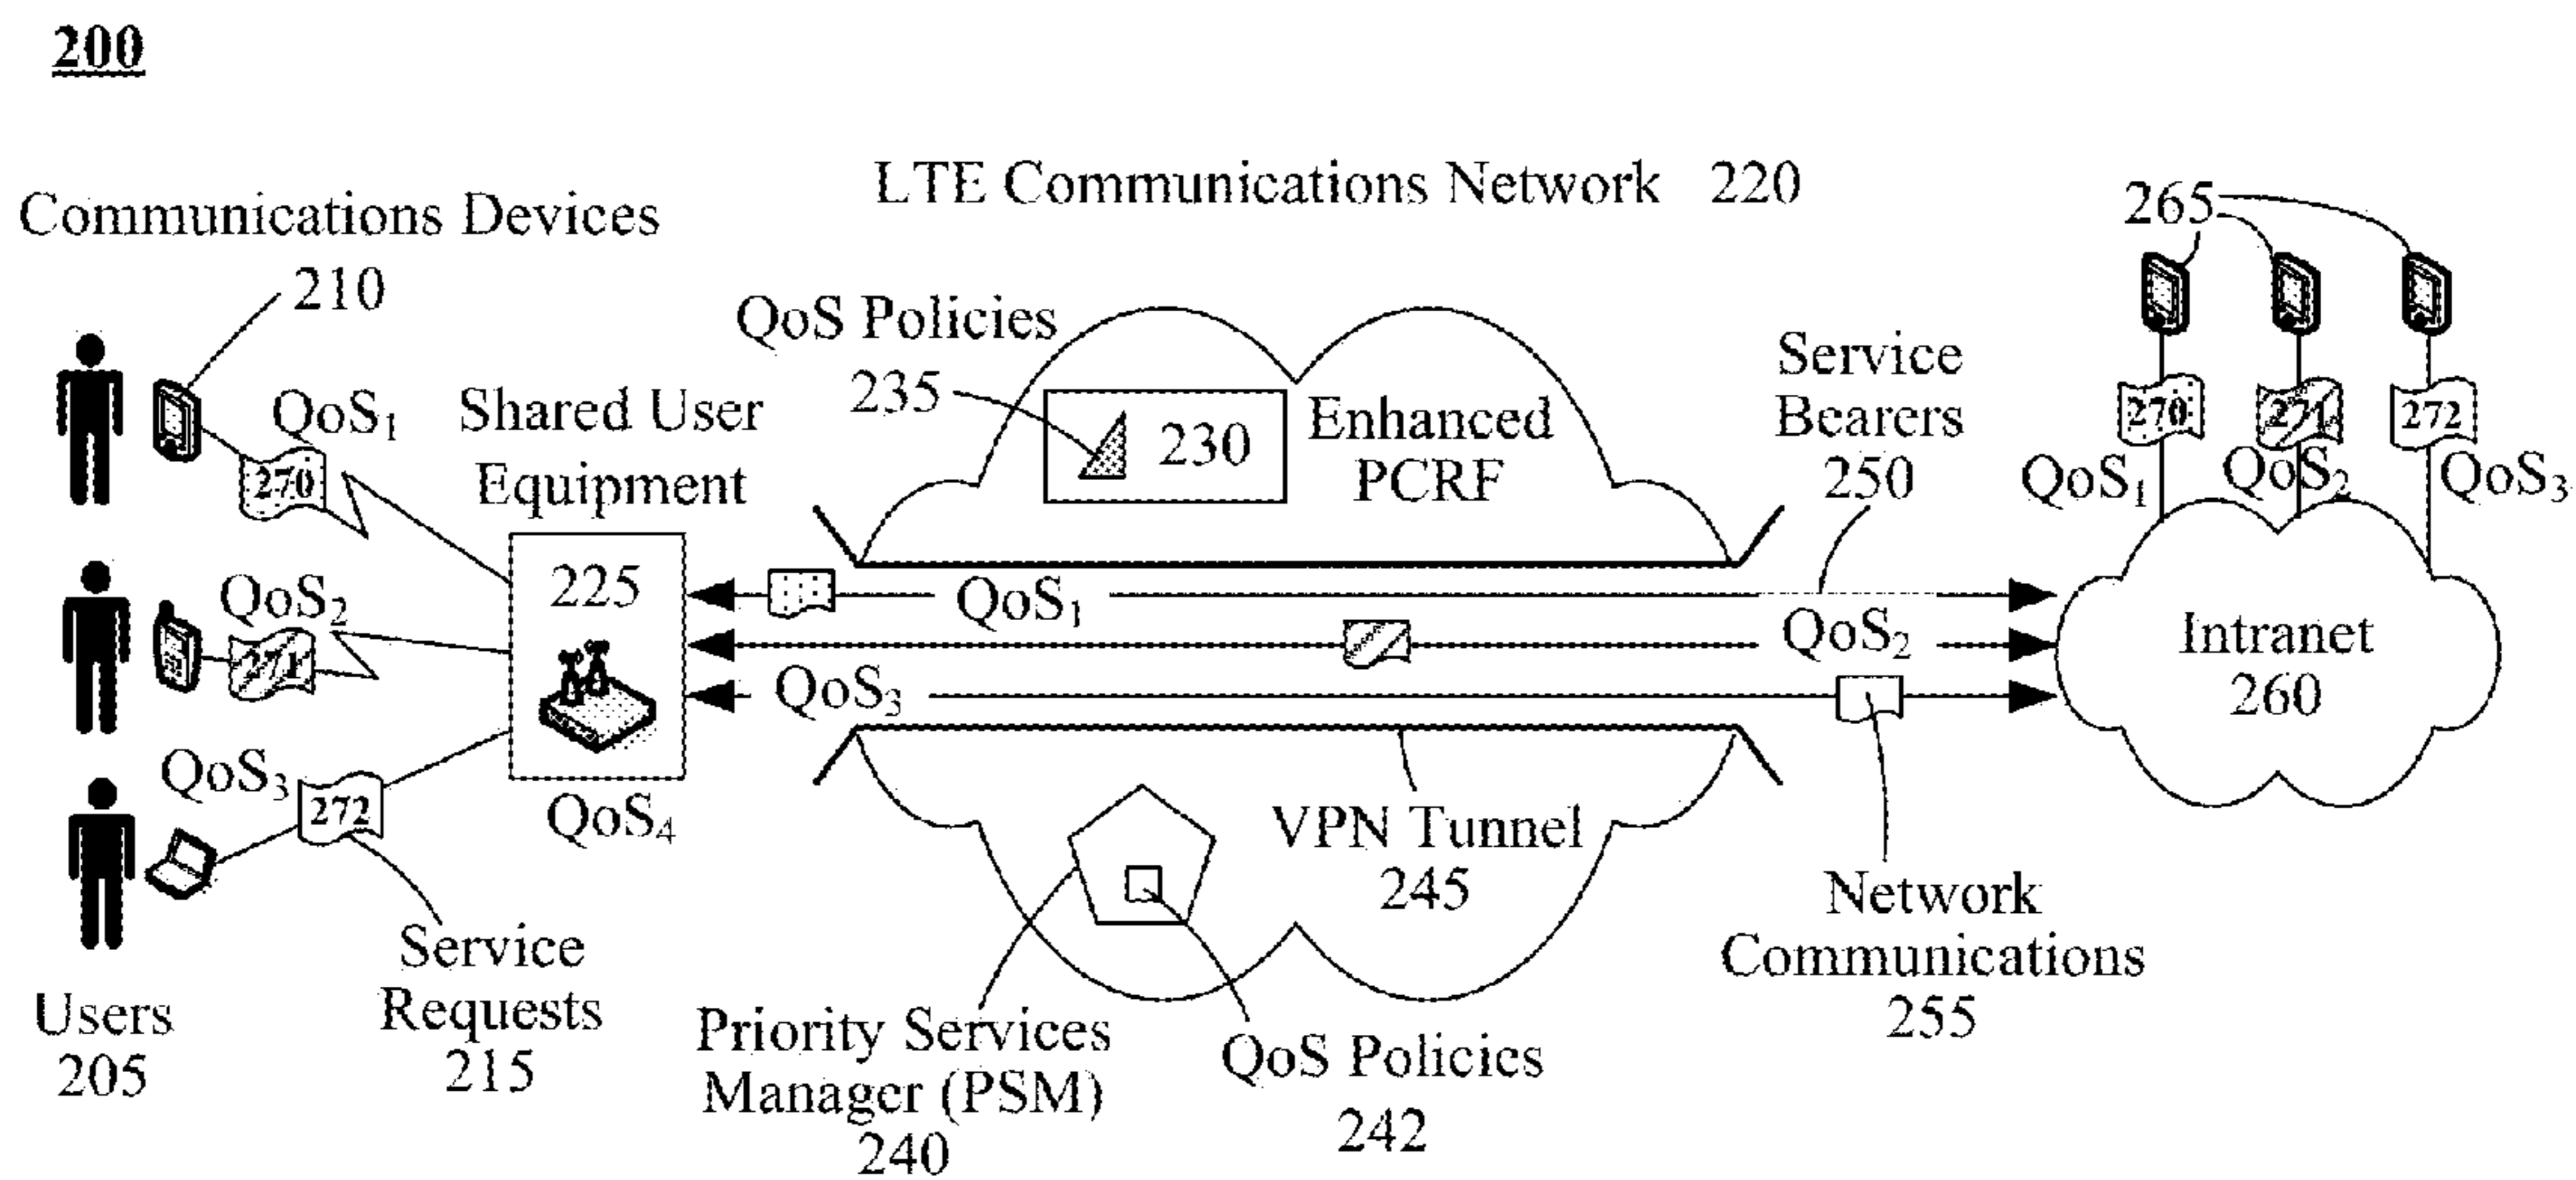 200
LTE Communications Network 220
Communications Devices
210
265
QoS Policies
235
230
Enhanced
PCRF
Service
Bearers
250
270
271
272
QoS1
QoS2
QoS3
QoS1
270
Shared User
Equipment
225
QoS4
QoS2
271
QoS3
272
QoS1
QoS2
QoS3
Intranet
260
VPN Tunnel
245
Network
Communications
255
Service
Requests
215
Users
205
Priority Services
Manager (PSM)
240
QoS Policies
242